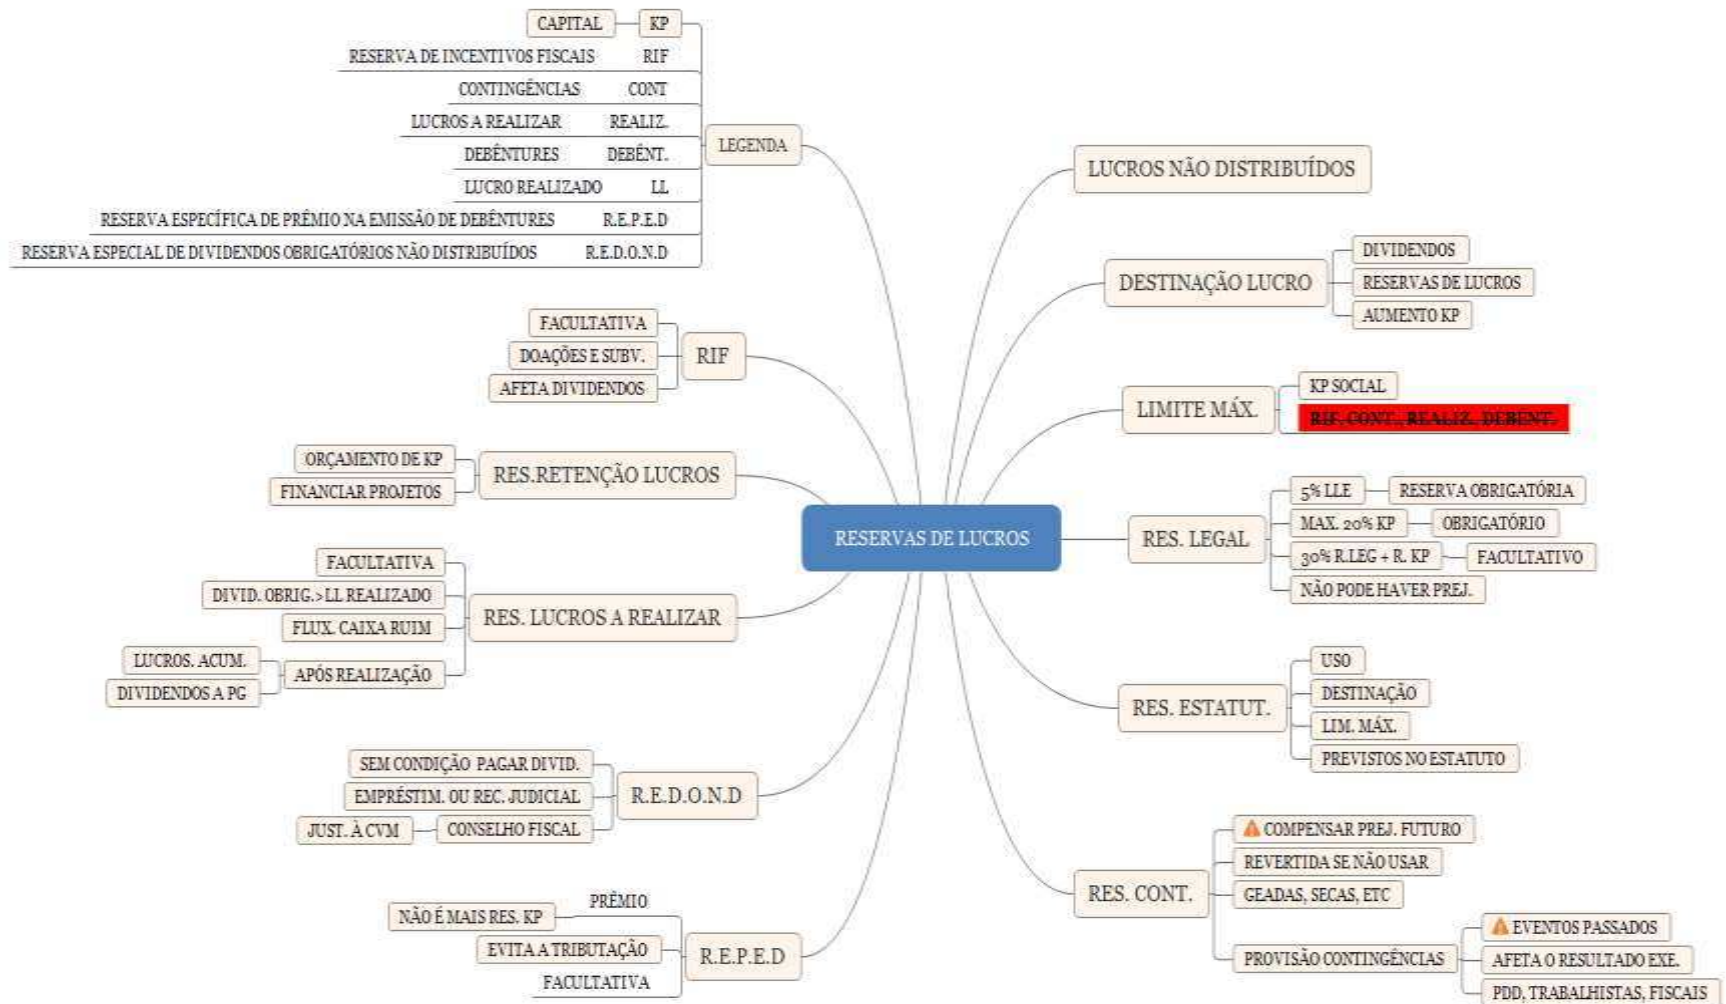 CAPITAL KP
RESERVA DE INCENTIVOS FISCAIS RIF
CONTINGÊNCIAS CONT
LUCROS A REALIZAR REALIZ.
DEBÊNTURES DEBÊNT.
LUCRO REALIZADO LL
RESERVA ESPECÍFICA DE PRÊMIO NA EMISSÃO DE DEBÊNTURES R.E.P.E.D
RESERVA ESPECIAL DE DIVIDENDOS OBRIGATÓRIOS NÃO DISTRIBUÍDOS R.E.D.O.N.D
LEGENDA
FACULTATIVA
DOAÇÕES E SUBV.
AFETA DIVIDENDOS
RIF
ORÇAMENTO DE KP
FINANCIAR PROJETOS
RES.RETENÇÃO LUCROS
FACULTATIVA
DIVID. OBRIG.>LL REALIZADO
FLUX. CAIXA RUIM
LUCROS. ACUM.
DIVIDENDOS A PG
APÓS REALIZAÇÃO
RES. LUCROS A REALIZAR
SEM CONDIÇÃO PAGAR DIVID.
EMPRÉSTIM. OU REC. JUDICIAL
JUST. À CVM CONSELHO FISCAL
R.E.D.O.N.D
NÃO É MAIS RES. KP PRÊMIO
EVITA A TRIBUTAÇÃO
FACULTATIVA
R.E.P.E.D
RESERVAS DE LUCROS
LUCROS NÃO DISTRIBUÍDOS
DESTINAÇÃO LUCRO
DIVIDENDOS
RESERVAS DE LUCROS
AUMENTO KP
LIMITE MÁX.
KP SOCIAL
RIF, CONT., REALIZ., DEBÊNT.
RES. LEGAL
5% LLE RESERVA OBRIGATÓRIA
MAX. 20% KP OBRIGATÓRIO
30% R.LEG + R. KP FACULTATIVO
NÃO PODE HAVER PREJ.
RES. ESTATUT.
USO
DESTINAÇÃO
LIM. MÁX.
PREVISTOS NO ESTATUTO
RES. CONT.
COMPENSAR PREJ. FUTURO
REVERTIDA SE NÃO USAR
GEADAS, SECAS, ETC
PROVISÃO CONTINGÊNCIAS
EVENTOS PASSADOS
AFETA O RESULTADO EXE.
PDD, TRABALHISTAS, FISCAIS